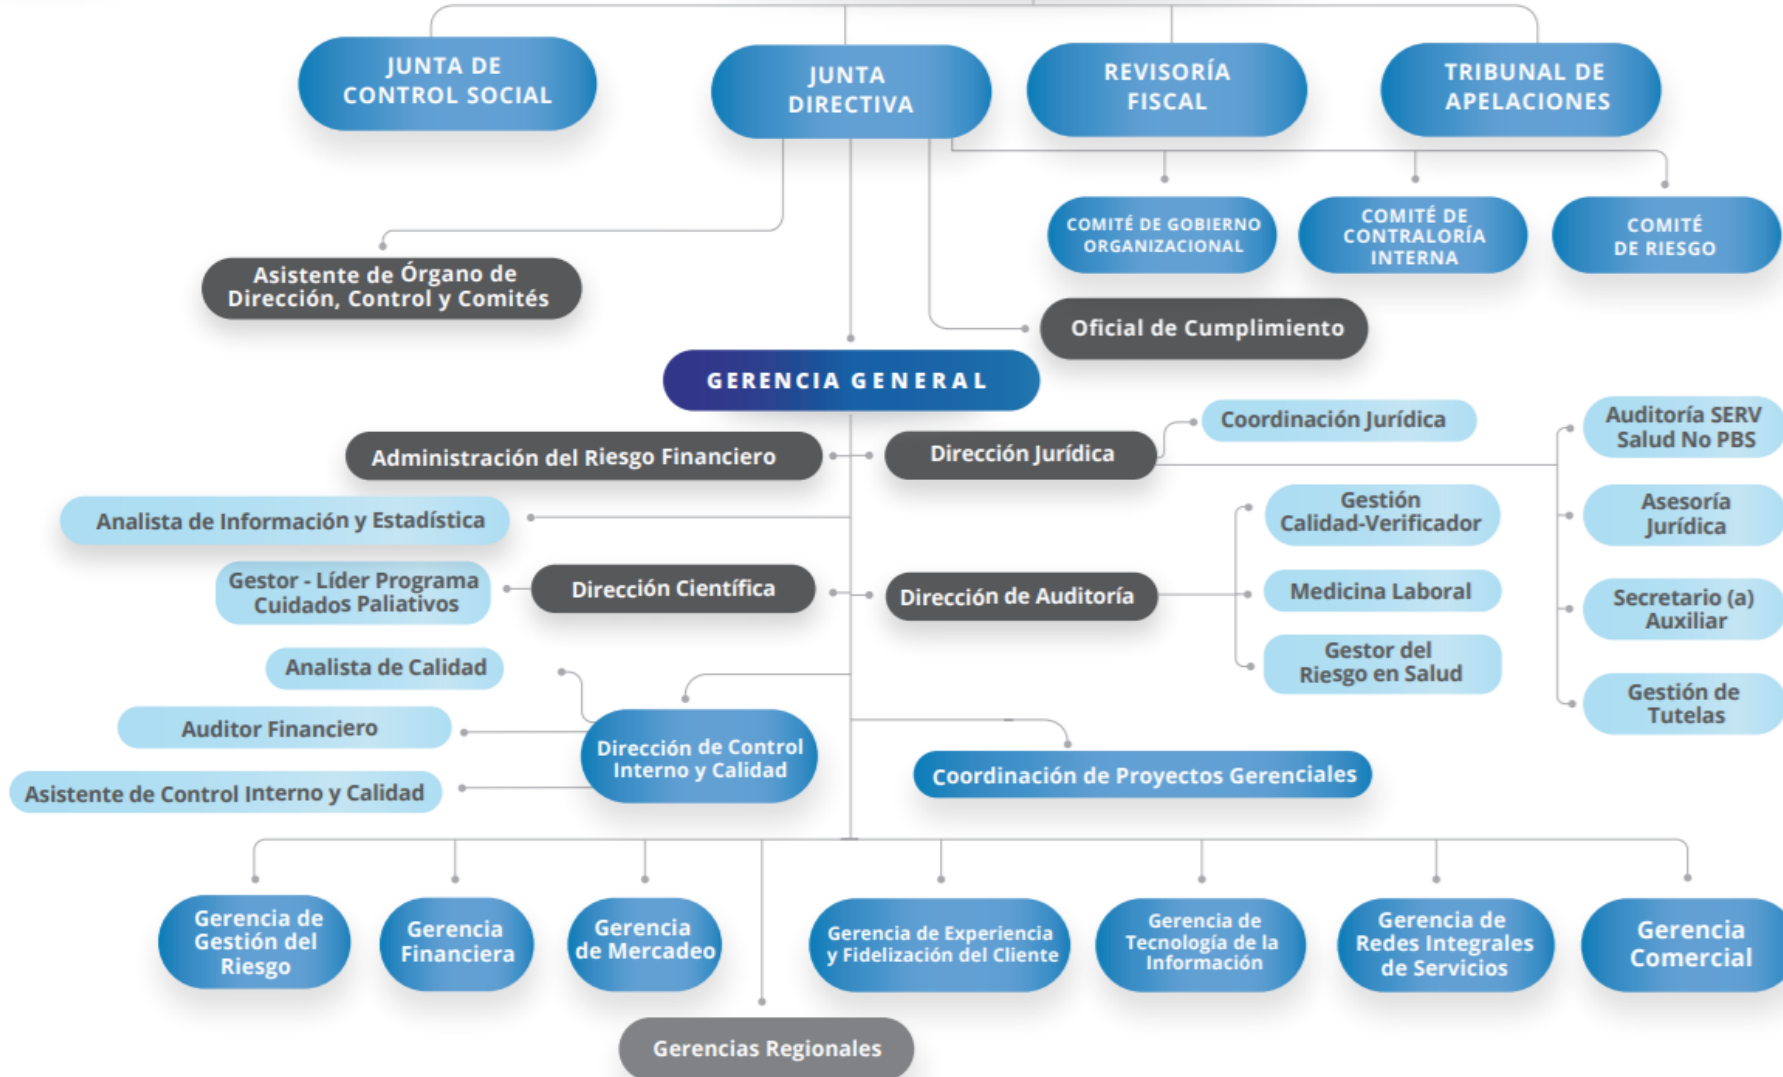 JUNTA DE
CONTROL SOCIAL
JUNTA
DIRECTIVA
REVISORÍA
FISCAL
TRIBUNAL DE
APELACIONES
COMITÉ DE GOBIERNO
ORGANIZACIONAL
COMITÉ DE
CONTRALORÍA
INTERNA
COMITÉ
DE RIESGO
Asistente de Órgano de
Dirección, Control y Comités
Oficial de Cumplimiento
GERENCIA GENERAL
Administración del Riesgo Financiero
Dirección Jurídica
Coordinación Jurídica
Auditoría SERV
Salud No PBS
Analista de Información y Estadística
Gestión
Calidad-Verificador
Asesoría
Jurídica
Gestor - Líder Programa
Cuidados Paliativos
Dirección Científica
Dirección de Auditoría
Medicina Laboral
Secretario (a)
Auxiliar
Analista de Calidad
Gestor del
Riesgo en Salud
Gestión de
Tutelas
Auditor Financiero
Dirección de Control
Interno y Calidad
Coordinación de Proyectos Gerenciales
Asistente de Control Interno y Calidad
Gerencia de
Gestión del
Riesgo
Gerencia
Financiera
Gerencia
de Mercadeo
Gerencia de Experiencia
y Fidelización del Cliente
Gerencia de
Tecnología de la
Información
Gerencia de
Redes Integrales
de Servicios
Gerencia
Comercial
Gerencias Regionales